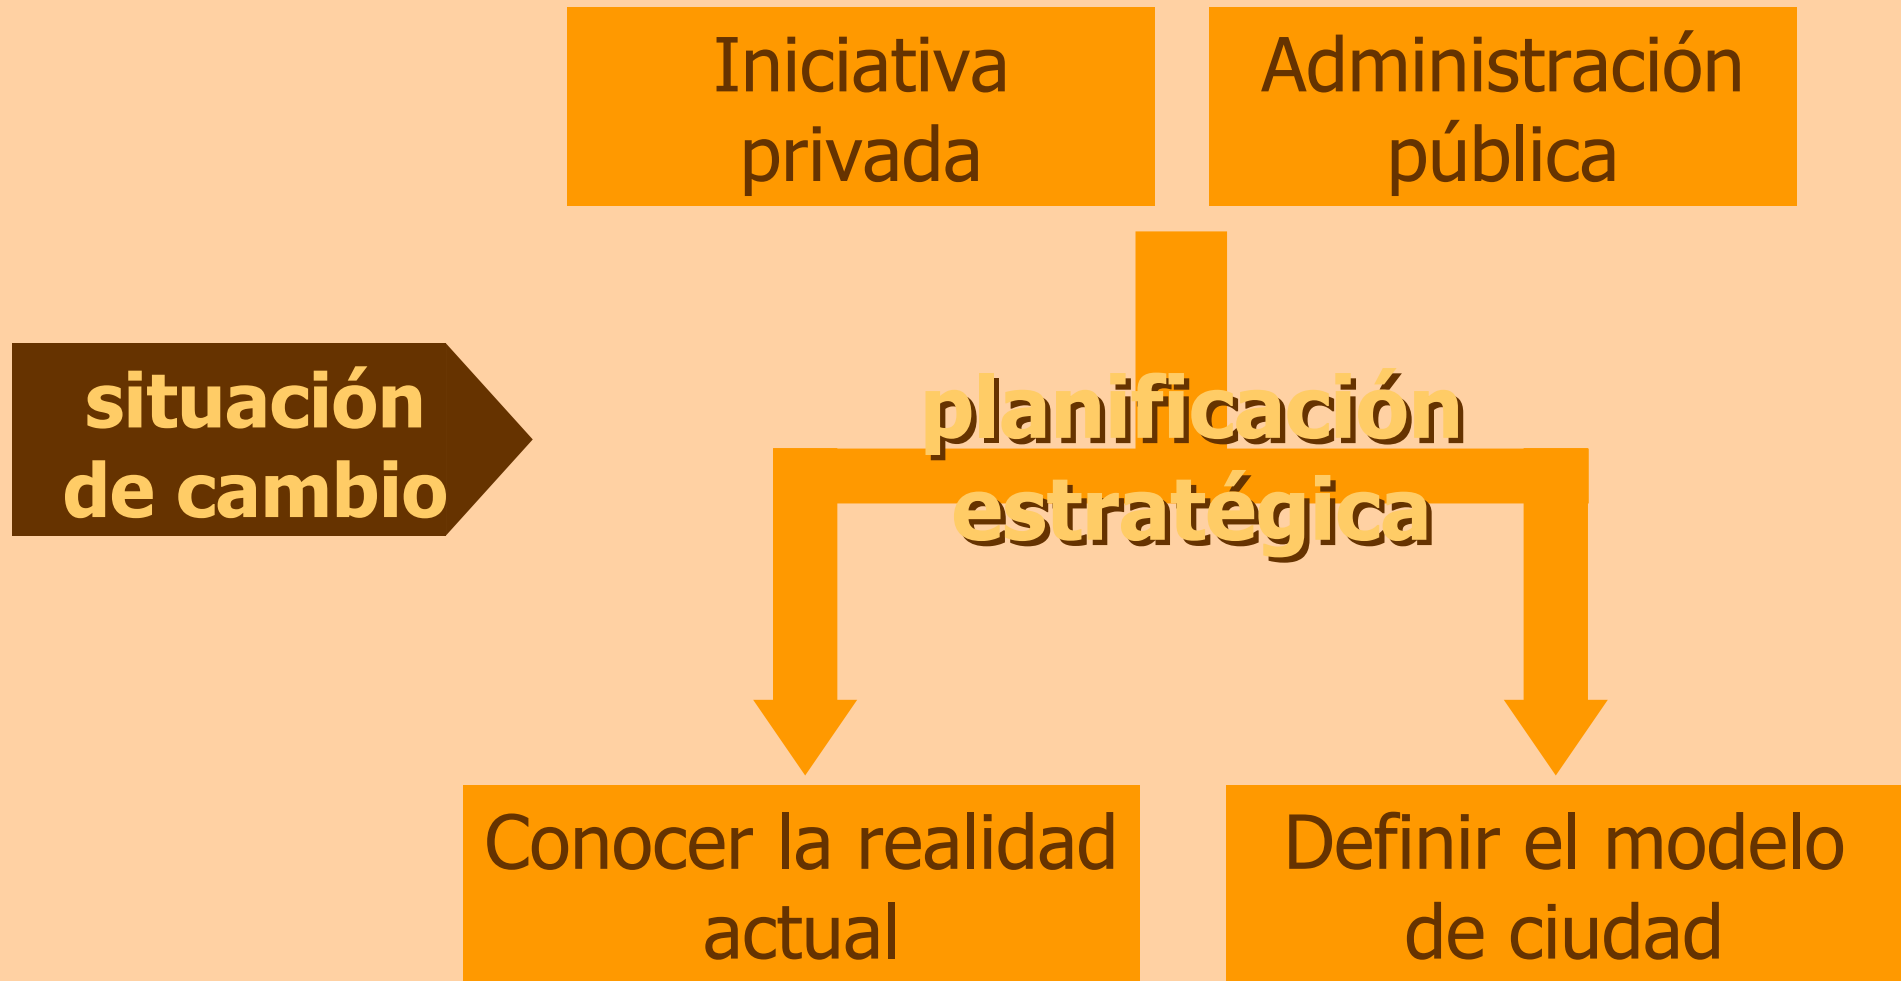 Iniciativa
privada
Administración
pública
situación
de cambio
planificación
estratégica
Conocer la realidad
actual
Definir el modelo
de ciudad